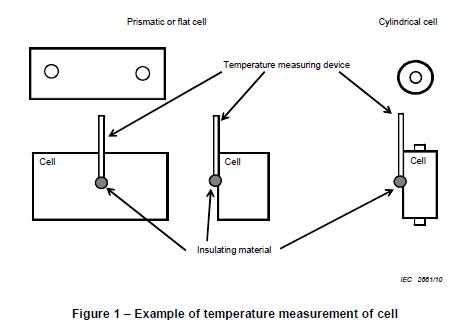 Prismatic or flat cell
Cylindrical cell
Temperature measuring device
Cell
Cell
Cell
Insulating material
IEC 2661/10
Figure 1 – Example of temperature measurement of cell